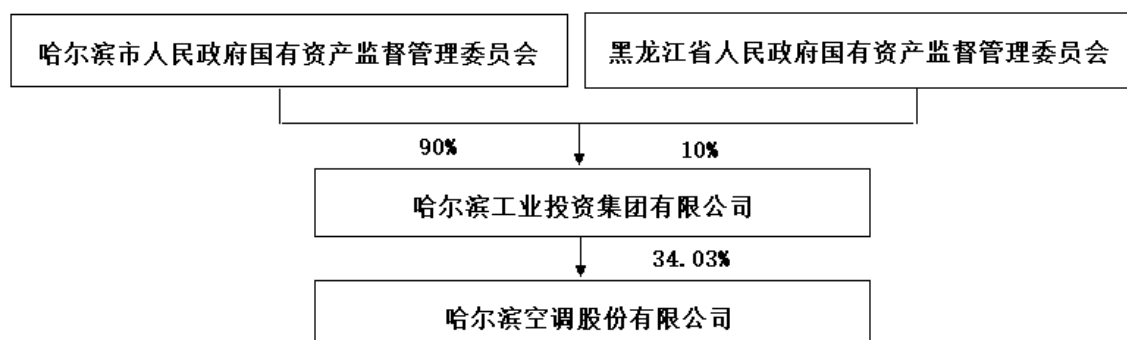 哈尔滨市人民政府国有资产监督管理委员会
黑龙江省人民政府国有资产监督管理委员会
90%
10%
哈尔滨工业投资集团有限公司
34.03%
哈尔滨空调股份有限公司